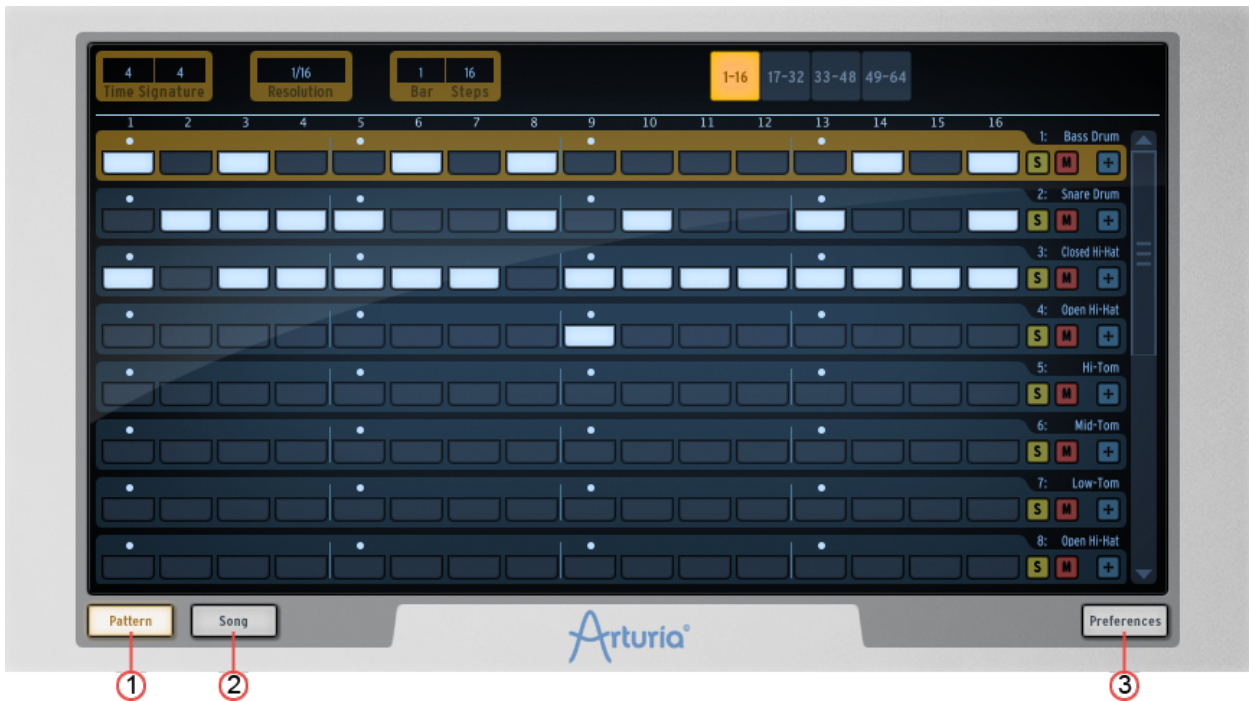 4 4
Time Signature
1/16
Resolution
1 16
Bar Steps
1-16 17-32 33-48 49-64
1 2 3 4 5 6 7 8 9 10 11 12 13 14 15 16
1: Bass Drum
S M +
2: Snare Drum
S M +
3: Closed Hi-Hat
S M +
4: Open Hi-Hat
S M +
5: Hi-Tom
S M +
6: Mid-Tom
S M +
7: Low-Tom
S M +
8: Open Hi-Hat
S M +
Pattern Song Arturia® Preferences
1 2 3